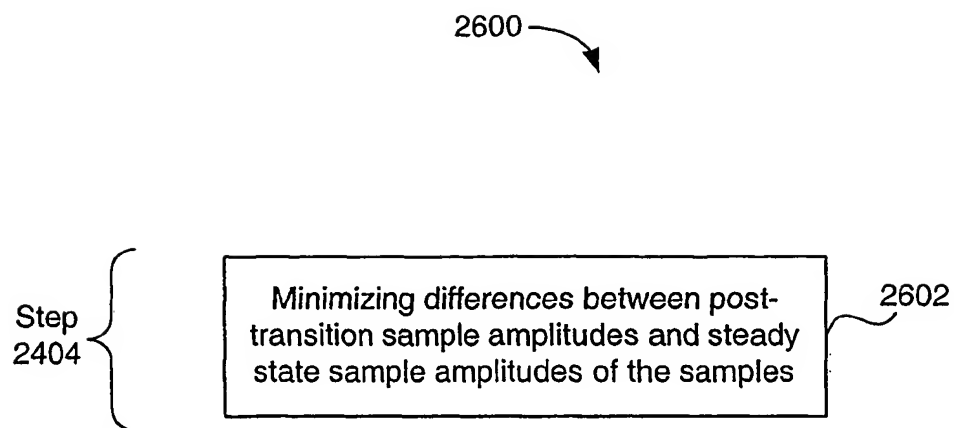 2600
Step
2404
Minimizing differences between post-
transition sample amplitudes and steady
state sample amplitudes of the samples
2602